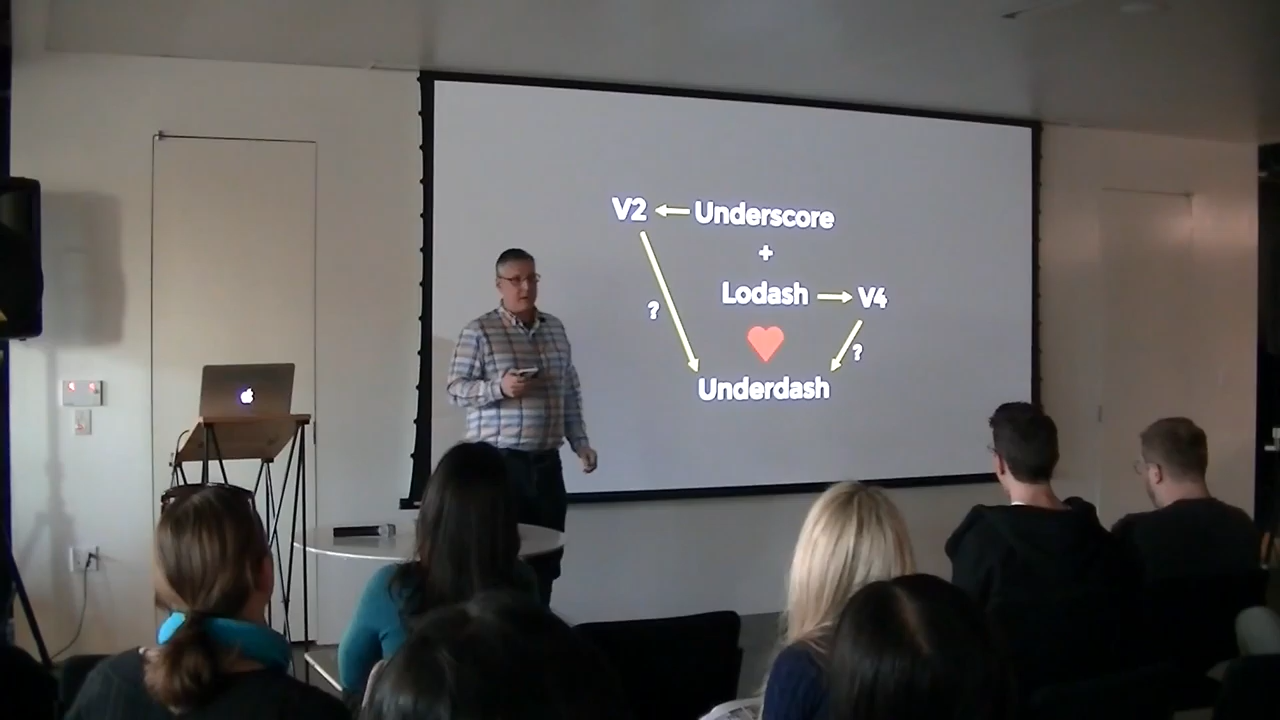 V2 ← Underscore
+
Lodash → V4
?
?
Underdash